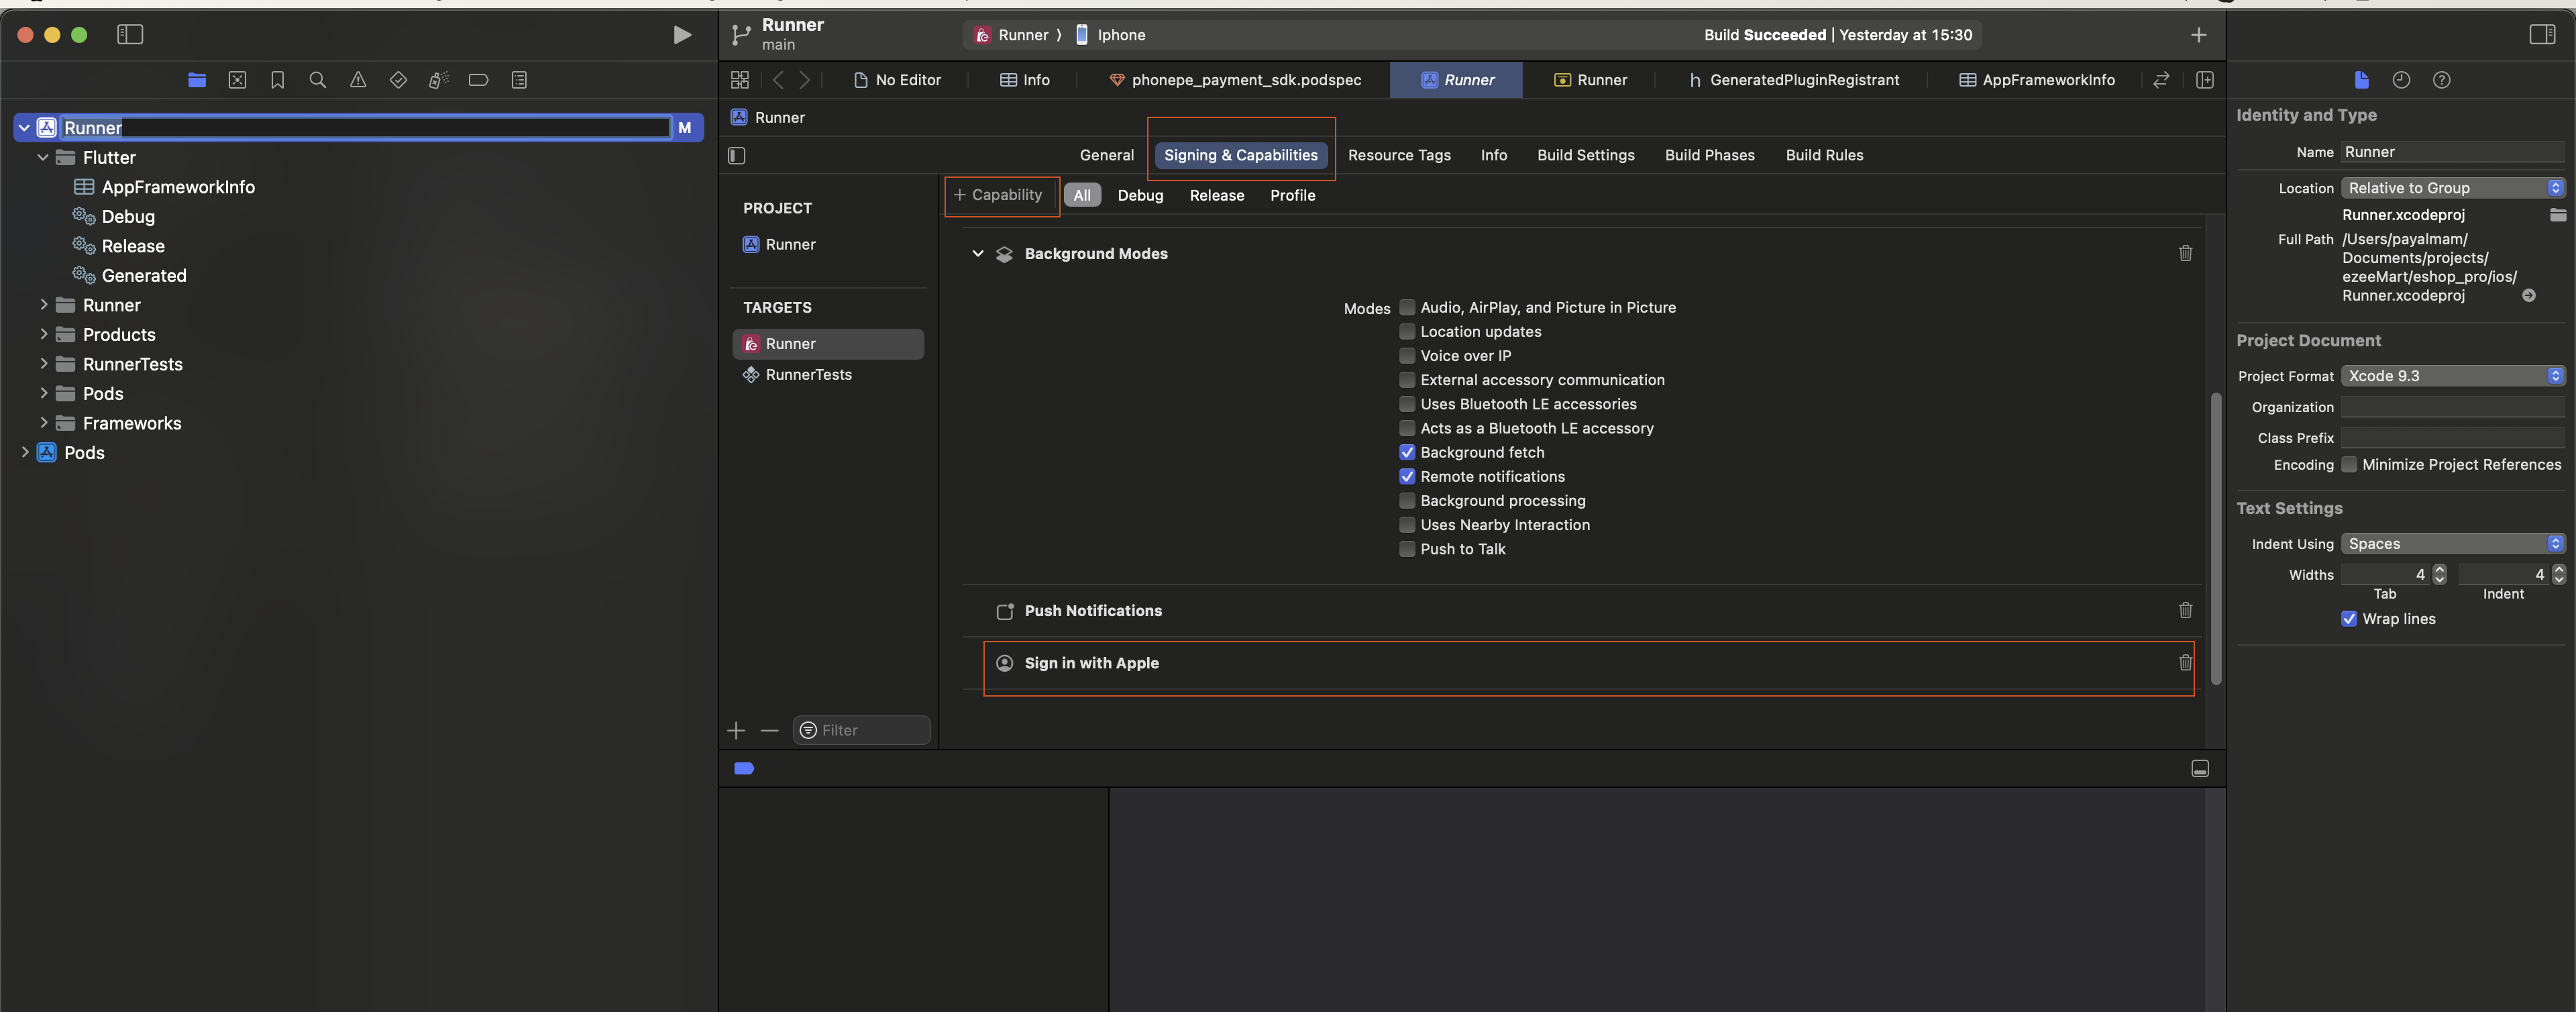 Runner
main
Runner ⟩ Iphone
Build Succeeded | Yesterday at 15:30
No Editor
Info
phonepe_payment_sdk.podspec
Runner
Runner
GeneratedPluginRegistrant
AppFrameworkInfo
Runner M
Flutter
AppFrameworkInfo
Debug
Release
Generated
Runner
Products
RunnerTests
Pods
Frameworks
Pods
Runner
General
Signing & Capabilities
Resource Tags
Info
Build Settings
Build Phases
Build Rules
PROJECT
Runner
TARGETS
Runner
RunnerTests
Filter
+ Capability
All
Debug
Release
Profile
Background Modes
Modes
Audio, AirPlay, and Picture in Picture
Location updates
Voice over IP
External accessory communication
Uses Bluetooth LE accessories
Acts as a Bluetooth LE accessory
Background fetch
Remote notifications
Background processing
Uses Nearby Interaction
Push to Talk
Push Notifications
Sign in with Apple
Identity and Type
Name Runner
Location Relative to Group
Runner.xcodeproj
Full Path /Users/payalmam/
Documents/projects/
ezeeMart/eshop_pro/ios/
Runner.xcodeproj
Project Document
Project Format Xcode 9.3
Organization
Class Prefix
Encoding Minimize Project References
Text Settings
Indent Using Spaces
Widths 4 4
Tab Indent
Wrap lines